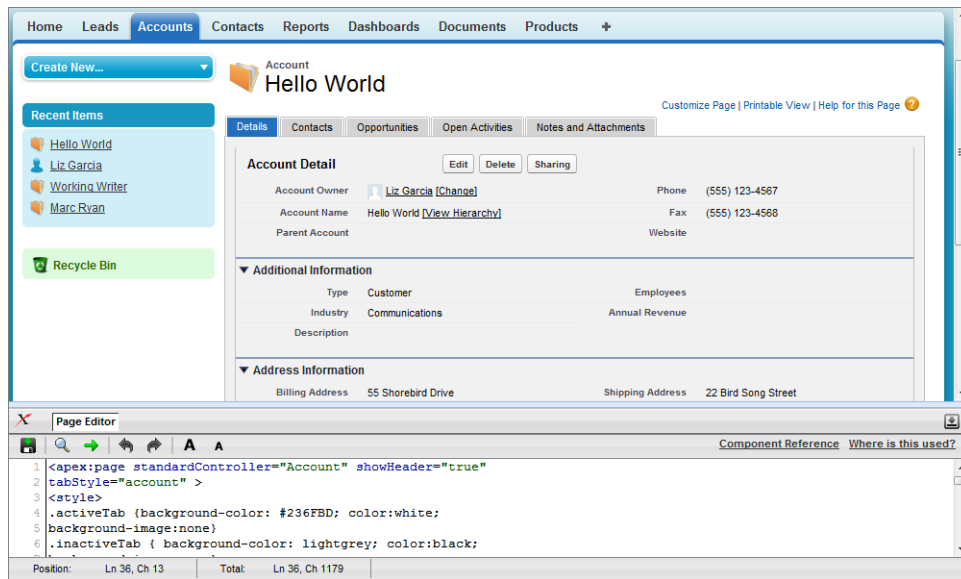 Home Leads Accounts Contacts Reports Dashboards Documents Products +
Create New...
Recent Items
Hello World
Liz Garcia
Working Writer
Marc Ryan
Recycle Bin
Account
Hello World
Customize Page | Printable View | Help for this Page ?
Details Contacts Opportunities Open Activities Notes and Attachments
Account Detail Edit Delete Sharing
Account Owner Liz Garcia [Change] Phone (555) 123-4567
Account Name Hello World [View Hierarchy] Fax (555) 123-4568
Parent Account Website
Additional Information
Type Customer Employees
Industry Communications Annual Revenue
Description
Address Information
Billing Address 55 Shorebird Drive Shipping Address 22 Bird Song Street
Page Editor
A A Component Reference Where is this used?
1 <apex:page standardController="Account" showHeader="true"
2 tabStyle="account" >
3 <style>
4 .activeTab {background-color: #236FBD; color:white;
5 background-image:none}
6 .inactiveTab { background-color: lightgrey; color:black;
Position: Ln 36, Ch 13 Total: Ln 36, Ch 1179